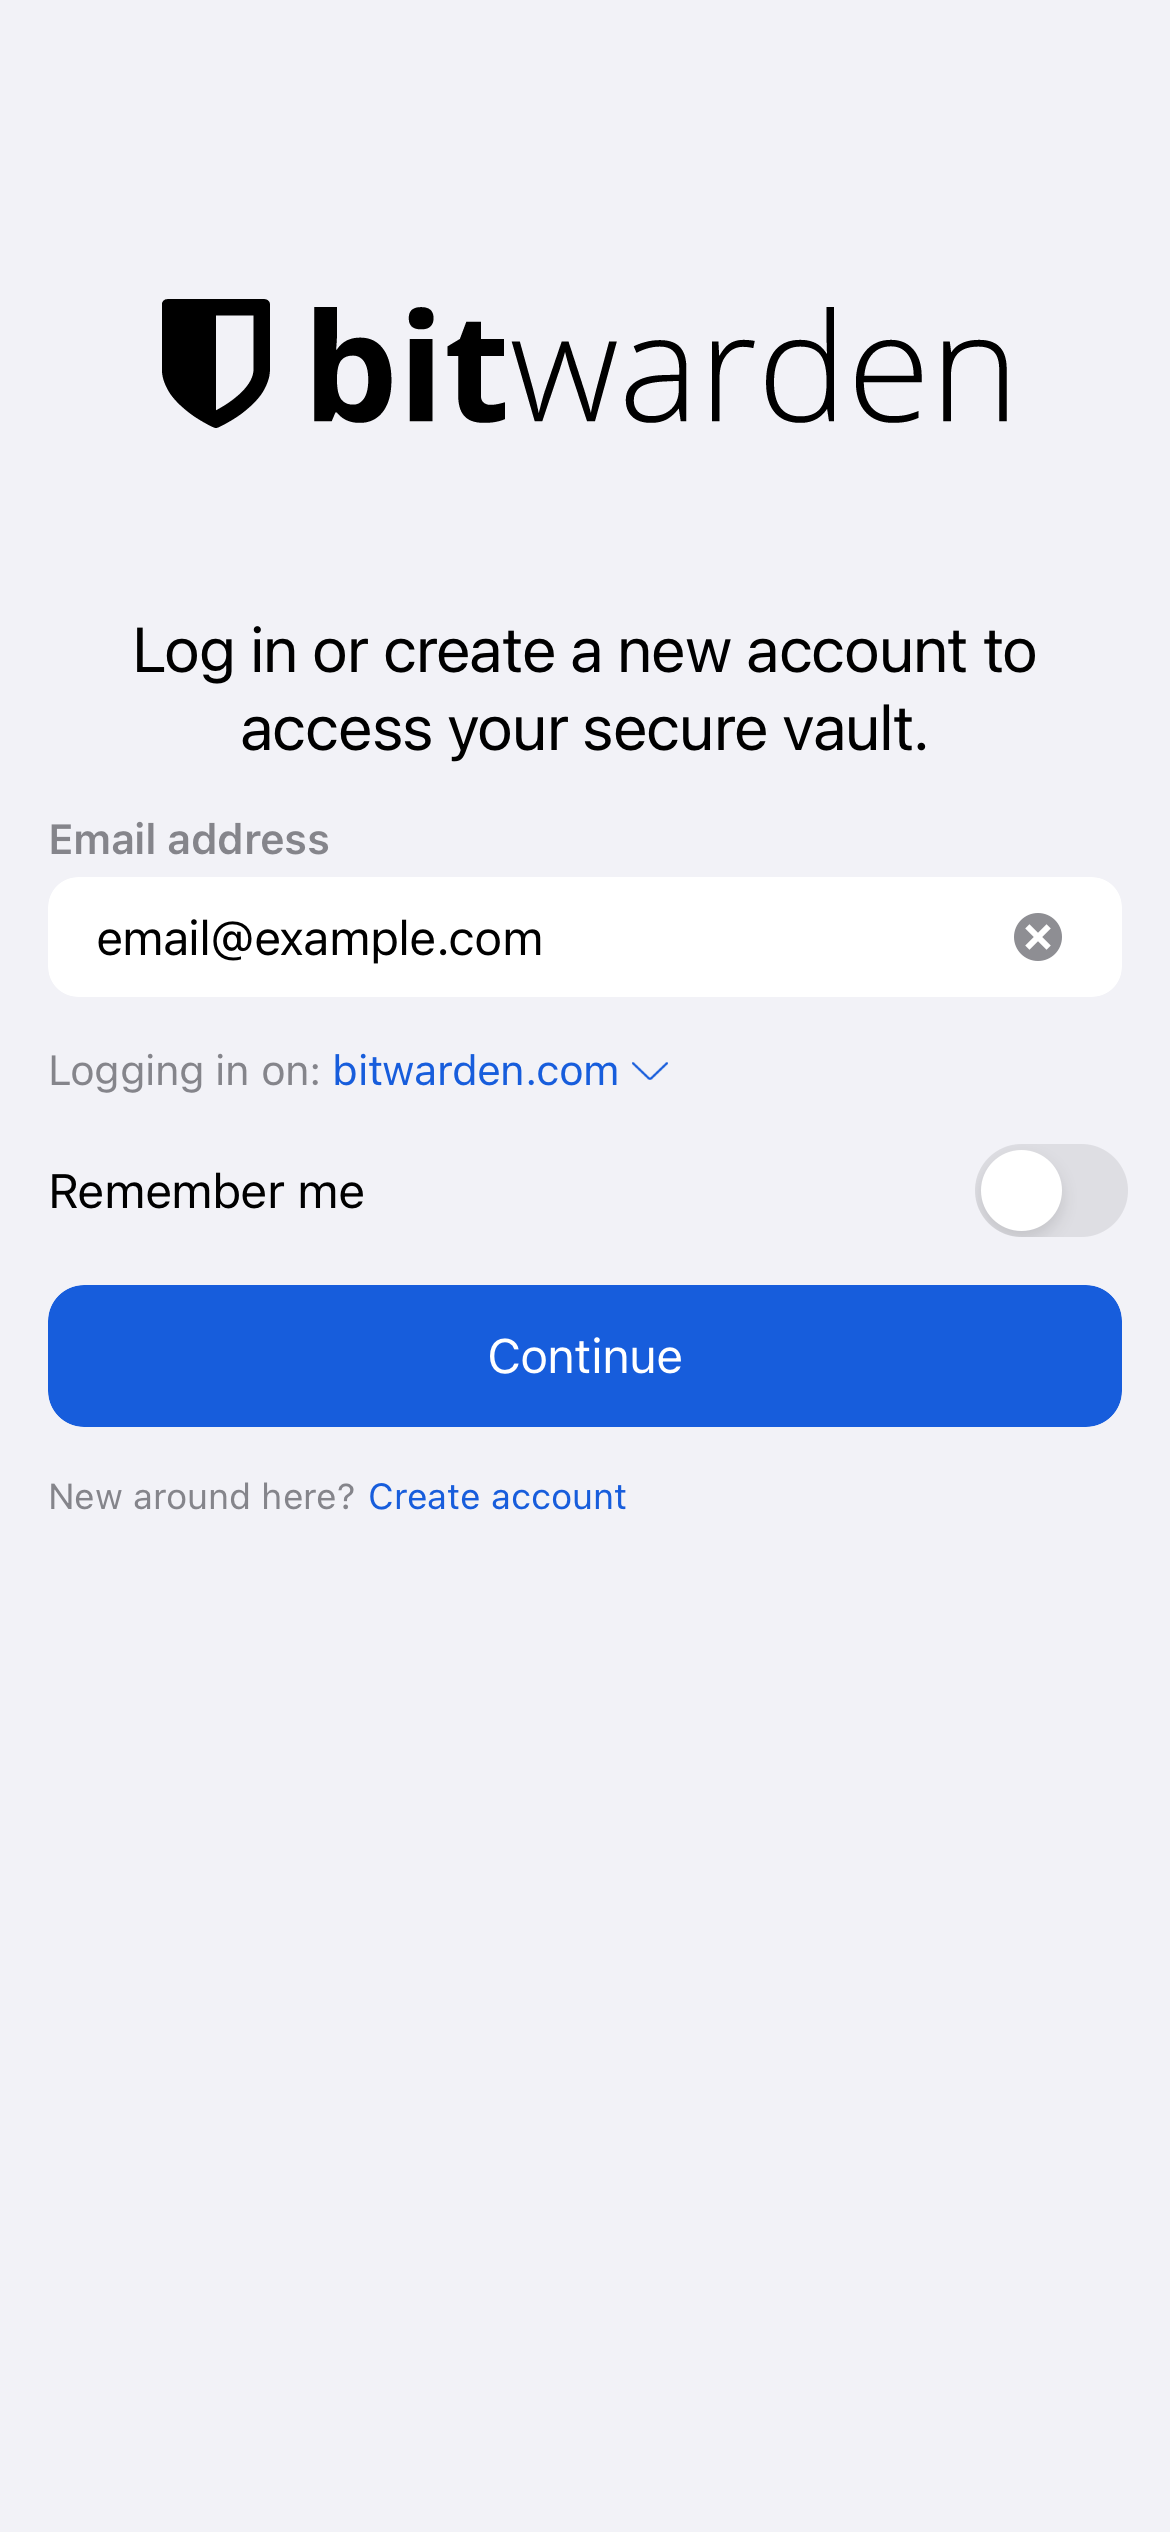 bitwarden
Log in or create a new account to
access your secure vault.
Email address
email@example.com
Logging in on: bitwarden.com
Remember me
Continue
New around here? Create account